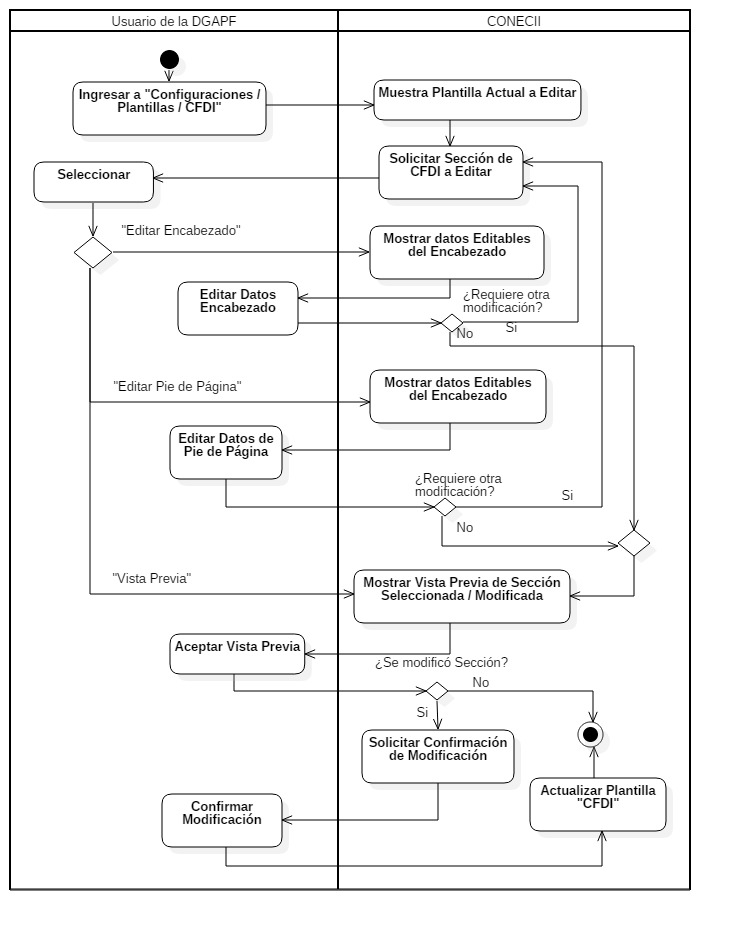 Usuario de la DGAPF
CONECII
Ingresar a "Configuraciones /
Plantillas / CFDI"
Muestra Plantilla Actual a Editar
Solicitar Sección de
CFDI a Editar
Seleccionar
"Editar Encabezado"
Mostrar datos Editables
del Encabezado
Editar Datos
Encabezado
¿Requiere otra
modificación?
Si
No
"Editar Pie de Página"
Mostrar datos Editables
del Encabezado
Editar Datos de
Pie de Página
¿Requiere otra
modificación?
Si
No
"Vista Previa"
Mostrar Vista Previa de Sección
Seleccionada / Modificada
Aceptar Vista Previa
¿Se modificó Sección?
No
Si
Solicitar Confirmación
de Modificación
Actualizar Plantilla
"CFDI"
Confirmar
Modificación